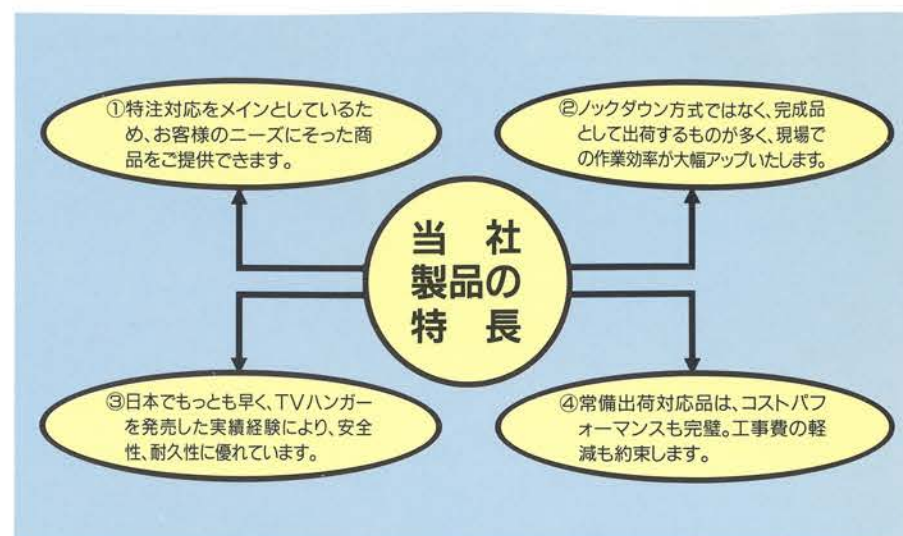 ①特注対応をメインとしているた
め、お客様のニーズにそった商
品をご提供できます。
②ノックダウン方式ではなく、完成品
として出荷するものが多く、現場で
の作業効率が大幅アップいたします。
当社
製品の
特長
③日本でもっとも早く、TVハンガー
を発売した実績経験により、安全
性、耐久性に優れています。
④常備出荷対応品は、コストパフ
ォーマンスも完璧。工事費の軽
減も約束します。